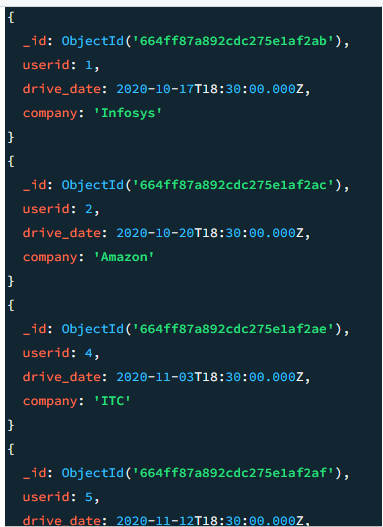 {
_id: ObjectId('664ff87a892cdc275e1af2ab'),
userid: 1,
drive_date: 2020-10-17T18:30:00.000Z,
company: 'Infosys'
}
{
_id: ObjectId('664ff87a892cdc275e1af2ac'),
userid: 2,
drive_date: 2020-10-20T18:30:00.000Z,
company: 'Amazon'
}
{
_id: ObjectId('664ff87a892cdc275e1af2ae'),
userid: 4,
drive_date: 2020-11-03T18:30:00.000Z,
company: 'ITC'
}
{
_id: ObjectId('664ff87a892cdc275e1af2af'),
userid: 5,
drive_date: 2020-11-12T18:30:00.000Z,